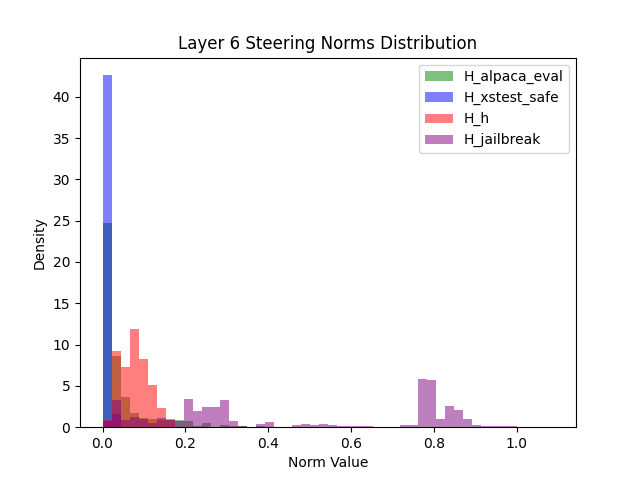 Layer 6 Steering Norms Distribution
H_alpaca_eval
H_xstest_safe
H_h
H_jailbreak
Density
40
35
30
25
20
15
10
5
0
0.0 0.2 0.4 0.6 0.8 1.0
Norm Value